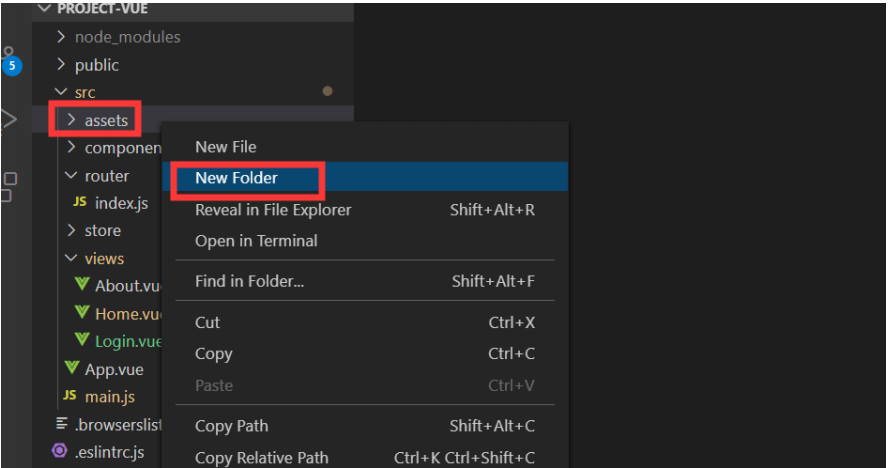 PROJECT-VUE
node_modules
5
public
src
assets
componen
New File
router
New Folder
JS index.js
Reveal in File Explorer Shift+Alt+R
store
Open in Terminal
views
About.vu
Find in Folder... Shift+Alt+F
Home.vu
Cut Ctrl+X
Login.vue
Copy Ctrl+C
App.vue
Paste Ctrl+V
JS main.js
.browserslist
Copy Path Shift+Alt+C
.eslintrc.js
Copy Relative Path Ctrl+K Ctrl+Shift+C